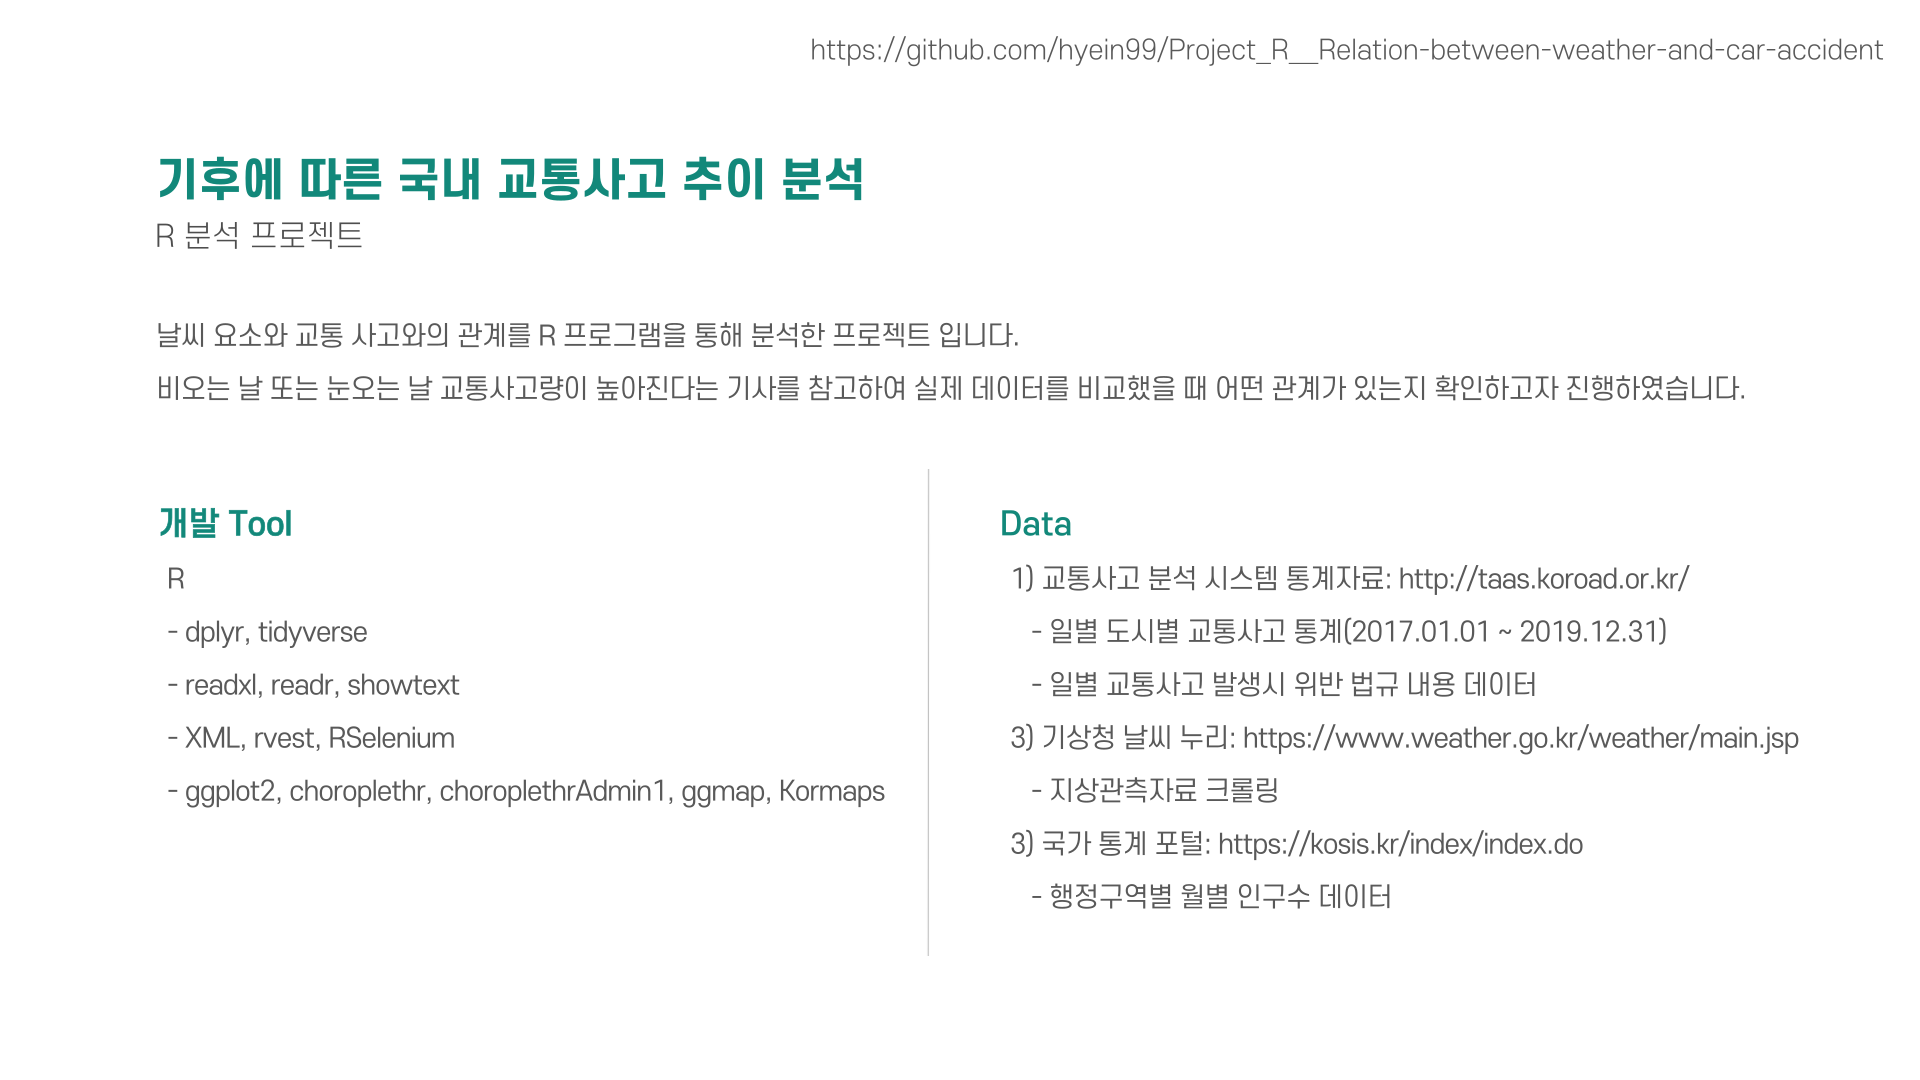 https://github.com/hyein99/Project_R__Relation-between-weather-and-car-accident
기후에 따른 국내 교통사고 추이 분석
R 분석 프로젝트
날씨 요소와 교통 사고와의 관계를 R 프로그램을 통해 분석한 프로젝트 입니다.
비오는 날 또는 눈오는 날 교통사고량이 높아진다는 기사를 참고하여 실제 데이터를 비교했을 때 어떤 관계가 있는지 확인하고자 진행하였습니다.
개발 Tool
R
- dplyr, tidyverse
- readxl, readr, showtext
- XML, rvest, RSelenium
- ggplot2, choroplethr, choroplethrAdmin1, ggmap, Kormaps
Data
1) 교통사고 분석 시스템 통계자료: http://taas.koroad.or.kr/
- 일별 도시별 교통사고 통계(2017.01.01 ~ 2019.12.31)
- 일별 교통사고 발생시 위반 법규 내용 데이터
3) 기상청 날씨 누리: https://www.weather.go.kr/weather/main.jsp
- 지상관측자료 크롤링
3) 국가 통계 포털: https://kosis.kr/index/index.do
- 행정구역별 월별 인구수 데이터